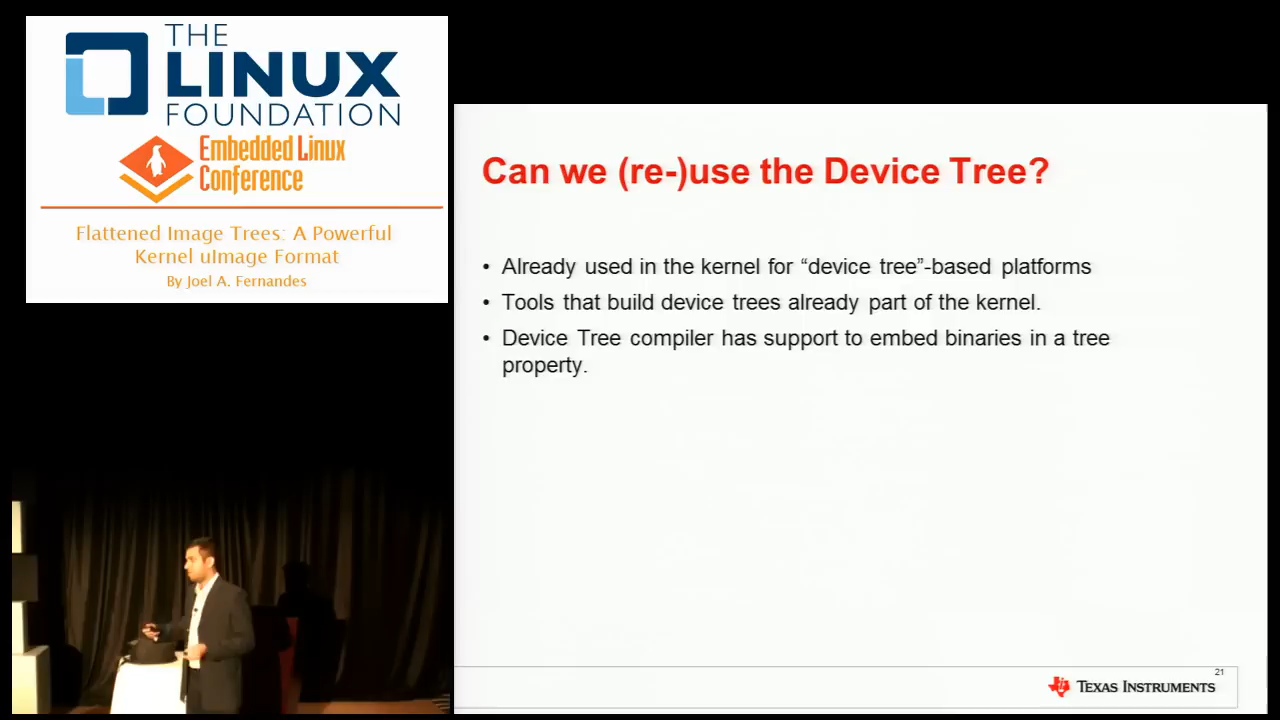 THE
LINUX
FOUNDATION
Embedded Linux
Conference
Flattened Image Trees: A Powerful
Kernel uImage Format
By Joel A. Fernandes
Can we (re-)use the Device Tree?
• Already used in the kernel for “device tree”-based platforms
• Tools that build device trees already part of the kernel.
• Device Tree compiler has support to embed binaries in a tree
property.
21
TEXAS INSTRUMENTS